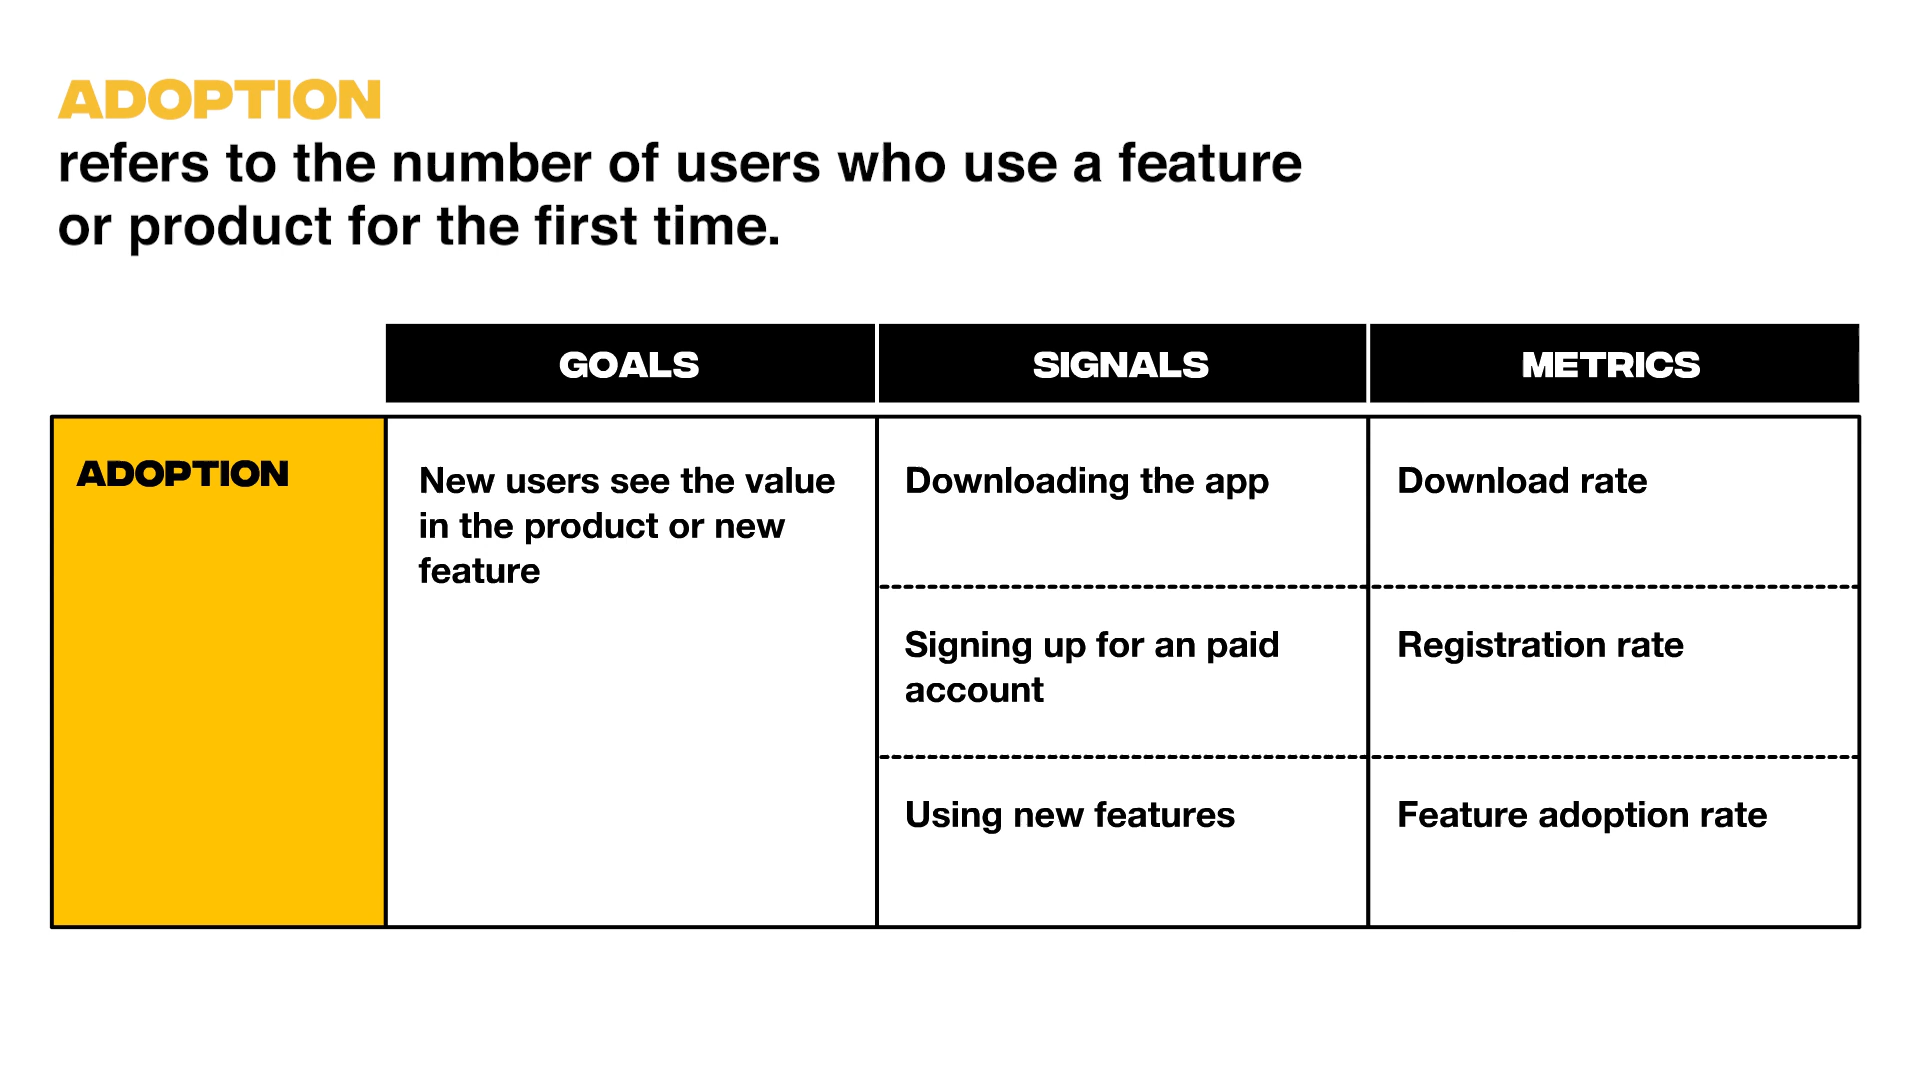 ADOPTION
refers to the number of users who use a feature
or product for the first time.
GOALS
SIGNALS
METRICS
ADOPTION
New users see the value
in the product or new
feature
Downloading the app
Download rate
Signing up for an paid
account
Registration rate
Using new features
Feature adoption rate